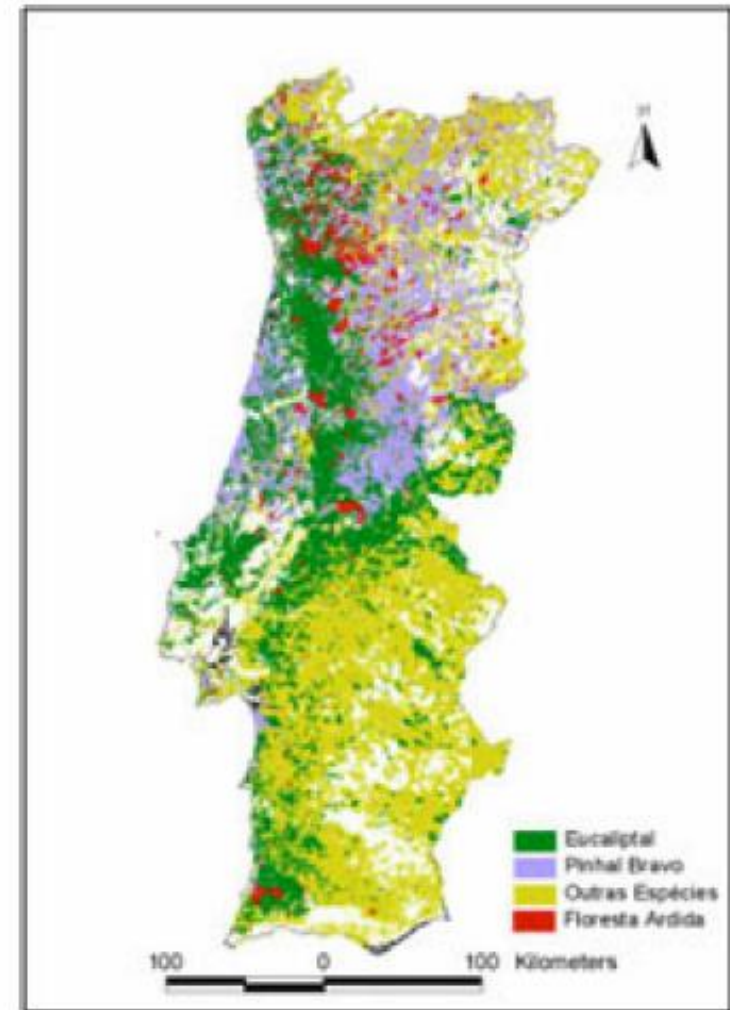 Eucaliptal
Pinhal Bravo
Outras Espécies
Floresta Ardida
100 0 100 Kilometers